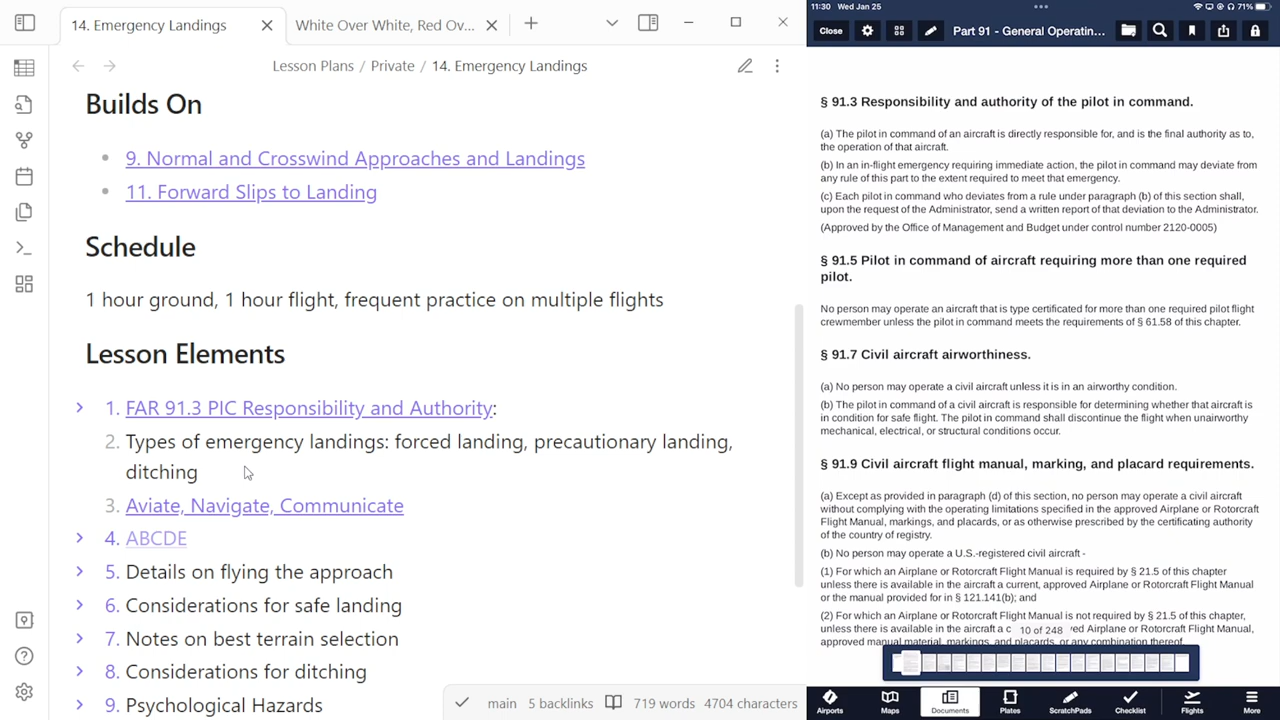 14. Emergency Landings
White Over White, Red Ov...
Lesson Plans / Private / 14. Emergency Landings
Builds On
9. Normal and Crosswind Approaches and Landings
11. Forward Slips to Landing
Schedule
1 hour ground, 1 hour flight, frequent practice on multiple flights
Lesson Elements
1. FAR 91.3 PIC Responsibility and Authority:
2. Types of emergency landings: forced landing, precautionary landing,
ditching
3. Aviate, Navigate, Communicate
4. ABCDE
5. Details on flying the approach
6. Considerations for safe landing
7. Notes on best terrain selection
8. Considerations for ditching
9. Psychological Hazards
main 5 backlinks 719 words 4704 characters
11:30 Wed Jan 25
71%
Close
Part 91 - General Operatin...
§ 91.3 Responsibility and authority of the pilot in command.
(a) The pilot in command of an aircraft is directly responsible for, and is the final authority as to,
the operation of that aircraft.
(b) In an in-flight emergency requiring immediate action, the pilot in command may deviate from
any rule of this part to the extent required to meet that emergency.
(c) Each pilot in command who deviates from a rule under paragraph (b) of this section shall,
upon the request of the Administrator, send a written report of that deviation to the Administrator.
(Approved by the Office of Management and Budget under control number 2120-0005)
§ 91.5 Pilot in command of aircraft requiring more than one required
pilot.
No person may operate an aircraft that is type certificated for more than one required pilot flight
crewmember unless the pilot in command meets the requirements of § 61.58 of this chapter.
§ 91.7 Civil aircraft airworthiness.
(a) No person may operate a civil aircraft unless it is in an airworthy condition.
(b) The pilot in command of a civil aircraft is responsible for determining whether that aircraft is
in condition for safe flight. The pilot in command shall discontinue the flight when unairworthy
mechanical, electrical, or structural conditions occur.
§ 91.9 Civil aircraft flight manual, marking, and placard requirements.
(a) Except as provided in paragraph (d) of this section, no person may operate a civil aircraft
without complying with the operating limitations specified in the approved Airplane or Rotorcraft
Flight Manual, markings, and placards, or as otherwise prescribed by the certificating authority
of the country of registry.
(b) No person may operate a U.S.-registered civil aircraft -
(1) For which an Airplane or Rotorcraft Flight Manual is required by § 21.5 of this chapter
unless there is available in the aircraft a current, approved Airplane or Rotorcraft Flight Manual
or the manual provided for in § 121.141(b); and
(2) For which an Airplane or Rotorcraft Flight Manual is not required by § 21.5 of this chapter,
unless there is available in the aircraft a c 10 of 248 red Airplane or Rotorcraft Flight Manual,
approved manual material, markings, and placards, or any combination thereof.
Airports Maps Documents Plates ScratchPads Checklist Flights More